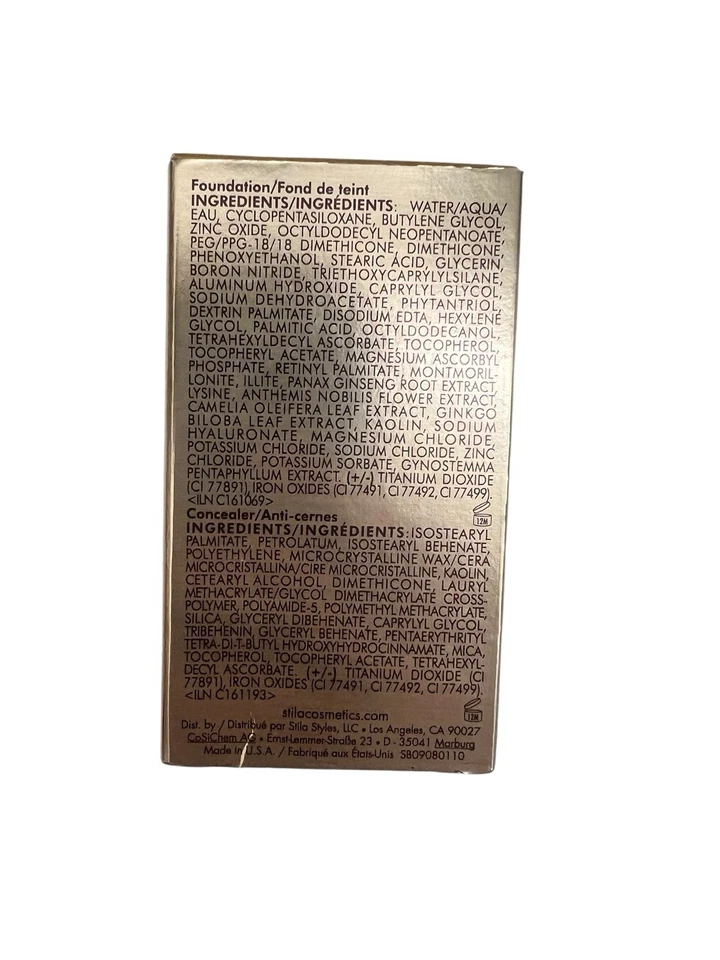 Foundation/Fond de teint
INGREDIENTS/INGRÉDIENTS: WATER/AQUA/
EAU, CYCLOPENTASILOXANE, BUTYLENE GLYCOL,
ZINC OXIDE, OCTYLDODECYL NEOPENTANOATE,
PEG/PPG-18/18 DIMETHICONE, DIMETHICONE,
PHENOXYETHANOL, STEARIC ACID, GLYCERIN,
BORON NITRIDE, TRIETHOXYCAPRYLYLSILANE,
ALUMINUM HYDROXIDE, CAPRYLYL GLYCOL,
SODIUM DEHYDROACETATE, PHYTANTRIOL,
DEXTRIN PALMITATE, DISODIUM EDTA, HEXYLENE
GLYCOL, PALMITIC ACID, OCTYLDODECANOL,
TETRAHEXYLDECYL ASCORBATE, TOCOPHEROL,
TOCOPHERYL ACETATE, MAGNESIUM ASCORBYL
PHOSPHATE, RETINYL PALMITATE, MONTMORIL-
LONITE, ILLITE, PANAX GINSENG ROOT EXTRACT,
LYSINE, ANTHEMIS NOBILIS FLOWER EXTRACT,
CAMELIA OLEIFERA LEAF EXTRACT, GINKGO
BILOBA LEAF EXTRACT, KAOLIN, SODIUM
HYALURONATE, MAGNESIUM CHLORIDE,
POTASSIUM CHLORIDE, SODIUM CHLORIDE, ZINC
CHLORIDE, POTASSIUM SORBATE, GYNOSTEMMA
PENTAPHYLLUM EXTRACT. (+/-) TITANIUM DIOXIDE
(CI 77891), IRON OXIDES (CI 77491, CI 77492, CI 77499).
<ILN C161069>
12M
Concealer/Anti-cernes
INGREDIENTS/INGRÉDIENTS: ISOSTEARYL
PALMITATE, PETROLATUM, ISOSTEARYL BEHENATE,
POLYETHYLENE, MICROCRYSTALLINE WAX/CERA
MICROCRISTALLINA/CIRE MICROCRISTALLINE, KAOLIN,
CETEARYL ALCOHOL, DIMETHICONE, LAURYL
METHACRYLATE/GLYCOL DIMETHACRYLATE CROSS-
POLYMER, POLYAMIDE-5, POLYMETHYL METHACRYLATE,
SILICA, GLYCERYL DIBEHENATE, CAPRYLYL GLYCOL,
TRIBEHENIN, GLYCERYL BEHENATE, PENTAERYTHRITYL
TETRA-DI-T-BUTYL HYDROXYHYDROCINNAMATE, MICA,
TOCOPHEROL, TOCOPHERYL ACETATE, TETRAHEXYL-
DECYL ASCORBATE. (+/-) TITANIUM DIOXIDE (CI
77891), IRON OXIDES (CI 77491, CI 77492, CI 77499).
<ILN C161193>
12M
stilacosmetics.com
Dist. by / Distribué par Stila Styles, LLC • Los Angeles, CA 90027
CoSiChem AG • Ernst-Lemmer-Straße 23 • D - 35041 Marburg
Made in U.S.A. / Fabriqué aux États-Unis SB09080110